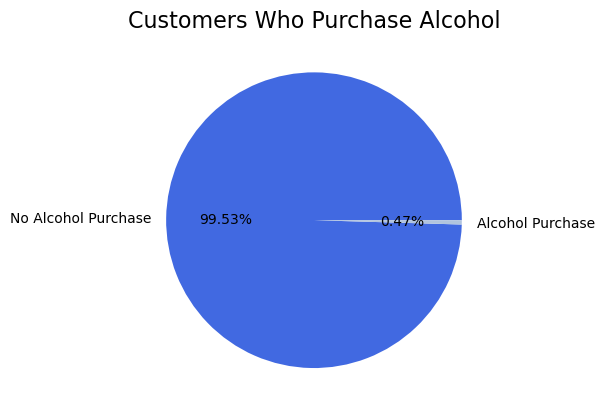 Customers Who Purchase Alcohol
No Alcohol Purchase
99.53%
0.47%
Alcohol Purchase